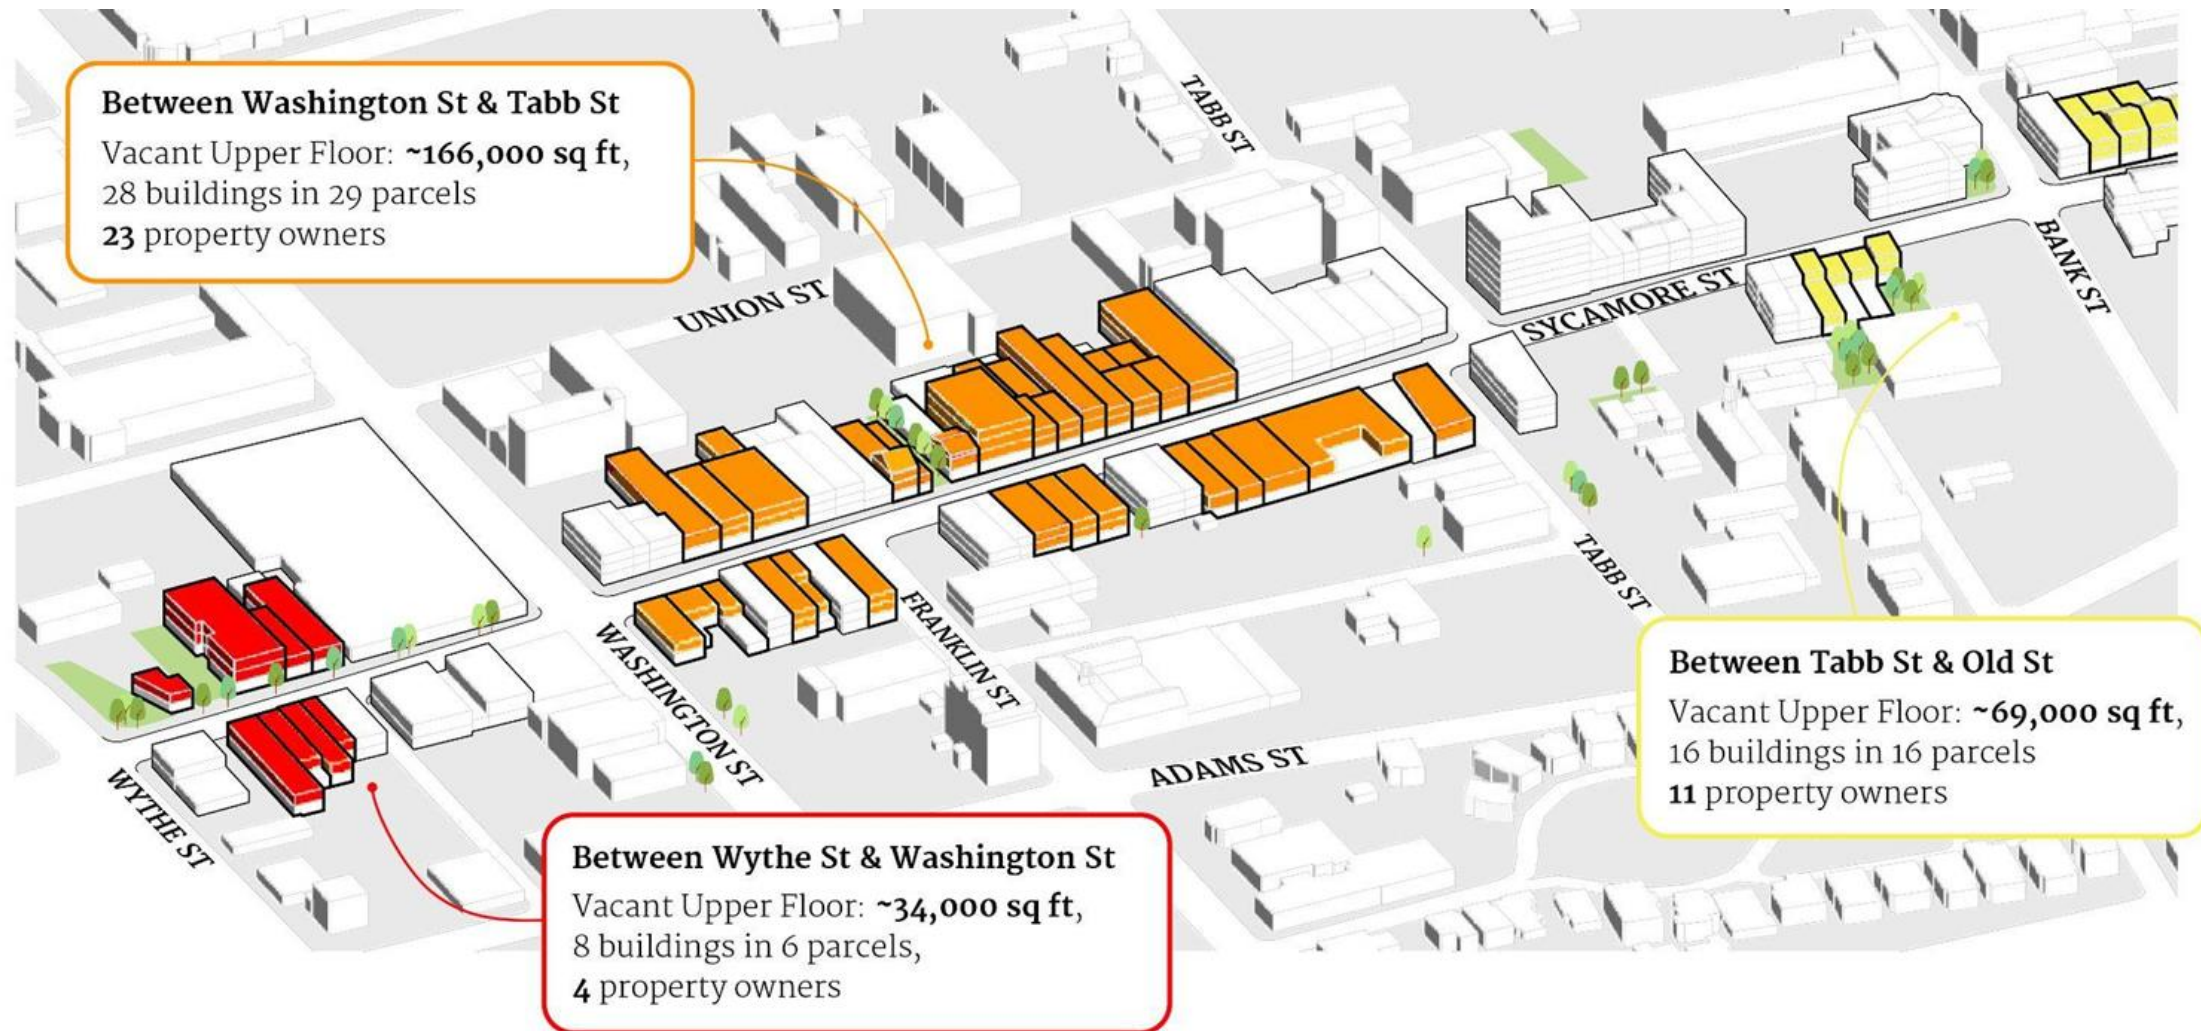 Between Washington St & Tabb St
Vacant Upper Floor: ~166,000 sq ft,
28 buildings in 29 parcels
23 property owners
TABB ST
UNION ST
SYCAMORE ST
BANK ST
WASHINGTON ST
FRANKLIN ST
TABB ST
ADAMS ST
WYTHE ST
Between Tabb St & Old St
Vacant Upper Floor: ~69,000 sq ft,
16 buildings in 16 parcels
11 property owners
Between Wythe St & Washington St
Vacant Upper Floor: ~34,000 sq ft,
8 buildings in 6 parcels,
4 property owners